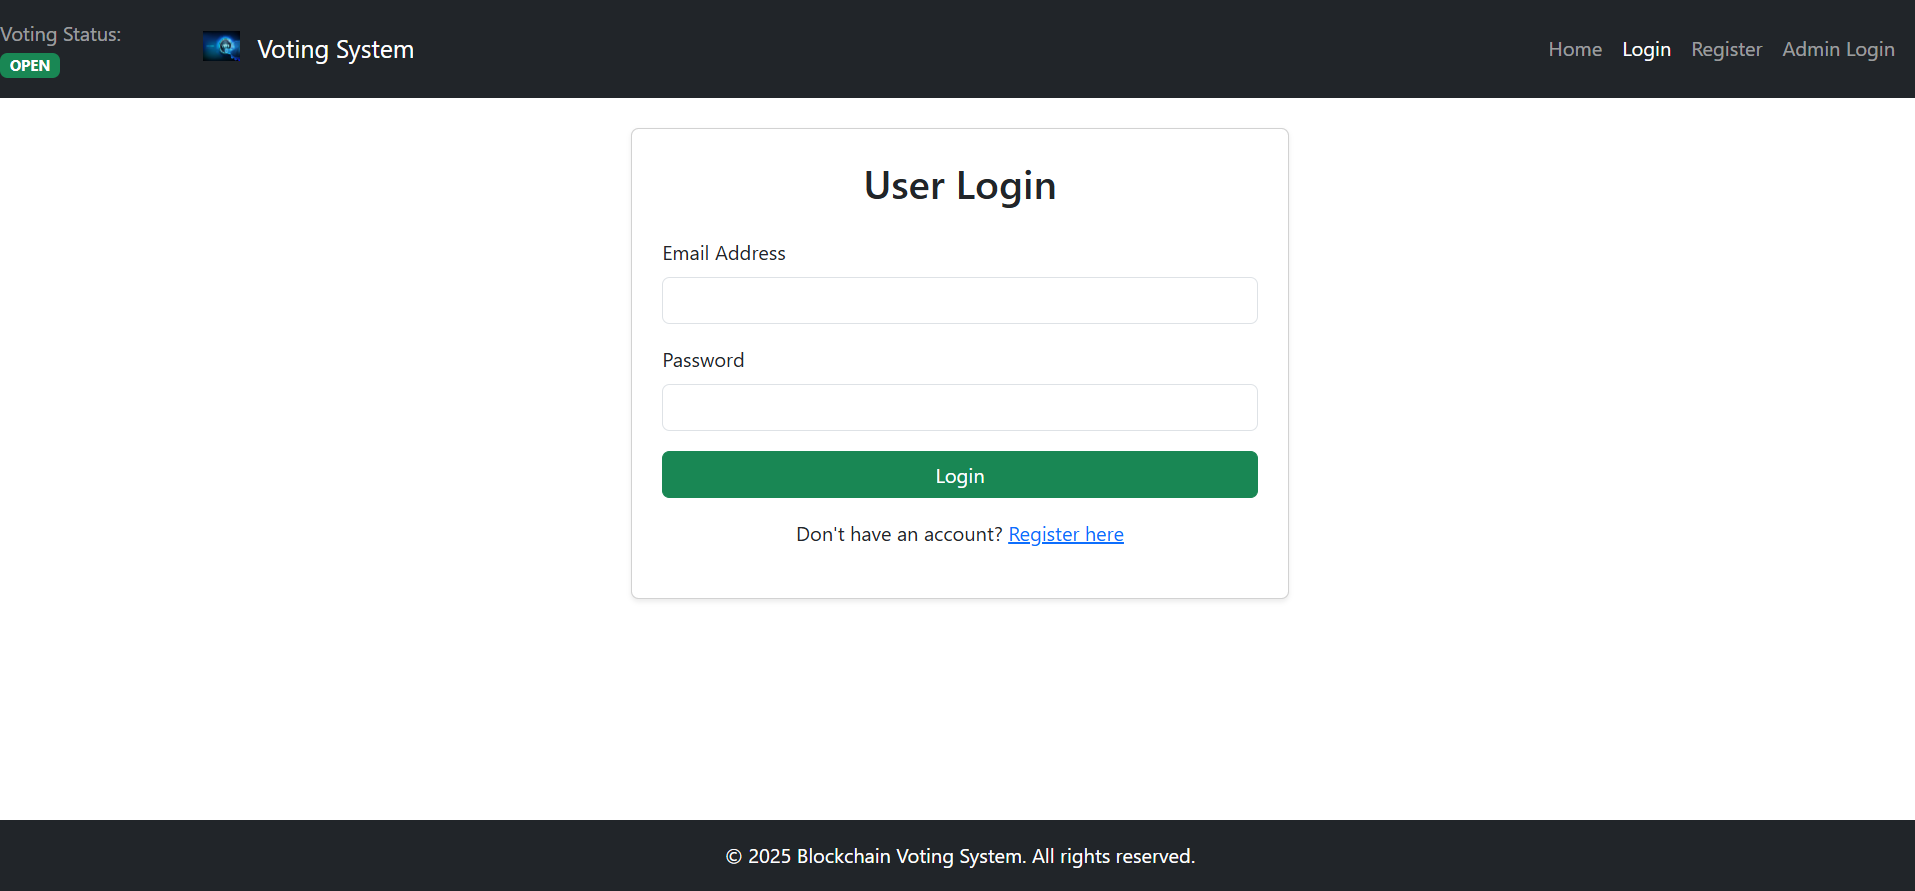 Voting Status:
OPEN
Voting System
Home Login Register Admin Login
User Login
Email Address
Password
Login
Don't have an account? Register here
© 2025 Blockchain Voting System. All rights reserved.